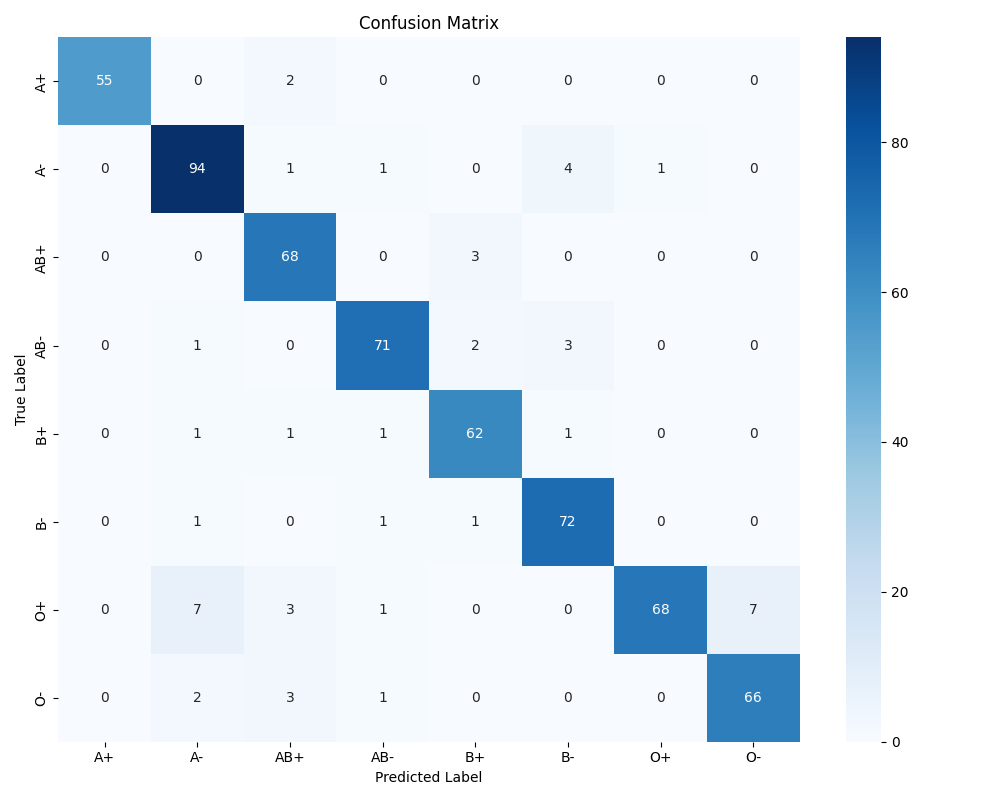 Confusion Matrix
True Label
A+ 55 0 2 0 0 0 0 0
A- 0 94 1 1 0 4 1 0
AB+ 0 0 68 0 3 0 0 0
AB- 0 1 0 71 2 3 0 0
B+ 0 1 1 1 62 1 0 0
B- 0 1 0 1 1 72 0 0
O+ 0 7 3 1 0 0 68 7
O- 0 2 3 1 0 0 0 66
A+ A- AB+ AB- B+ B- O+ O-
Predicted Label
80
60
40
20
0